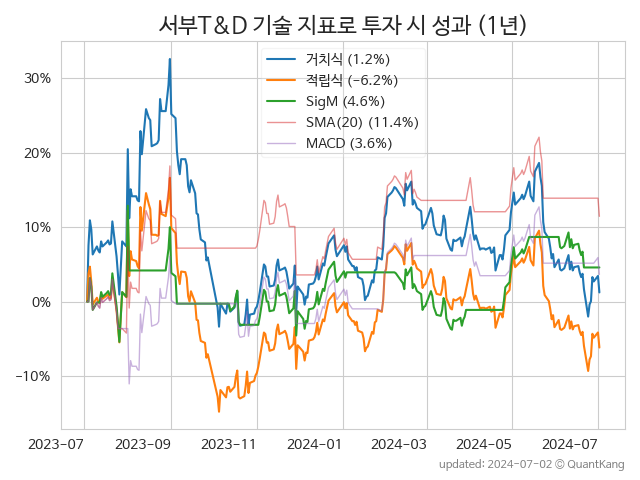 서부T&D 기술 지표로 투자 시 성과 (1년)
거치식 (1.2%)
적립식 (-6.2%)
SigM (4.6%)
SMA(20) (11.4%)
MACD (3.6%)
30%
20%
10%
0%
-10%
2023-07 2023-09 2023-11 2024-01 2024-03 2024-05 2024-07
updated: 2024-07-02 © QuantKang